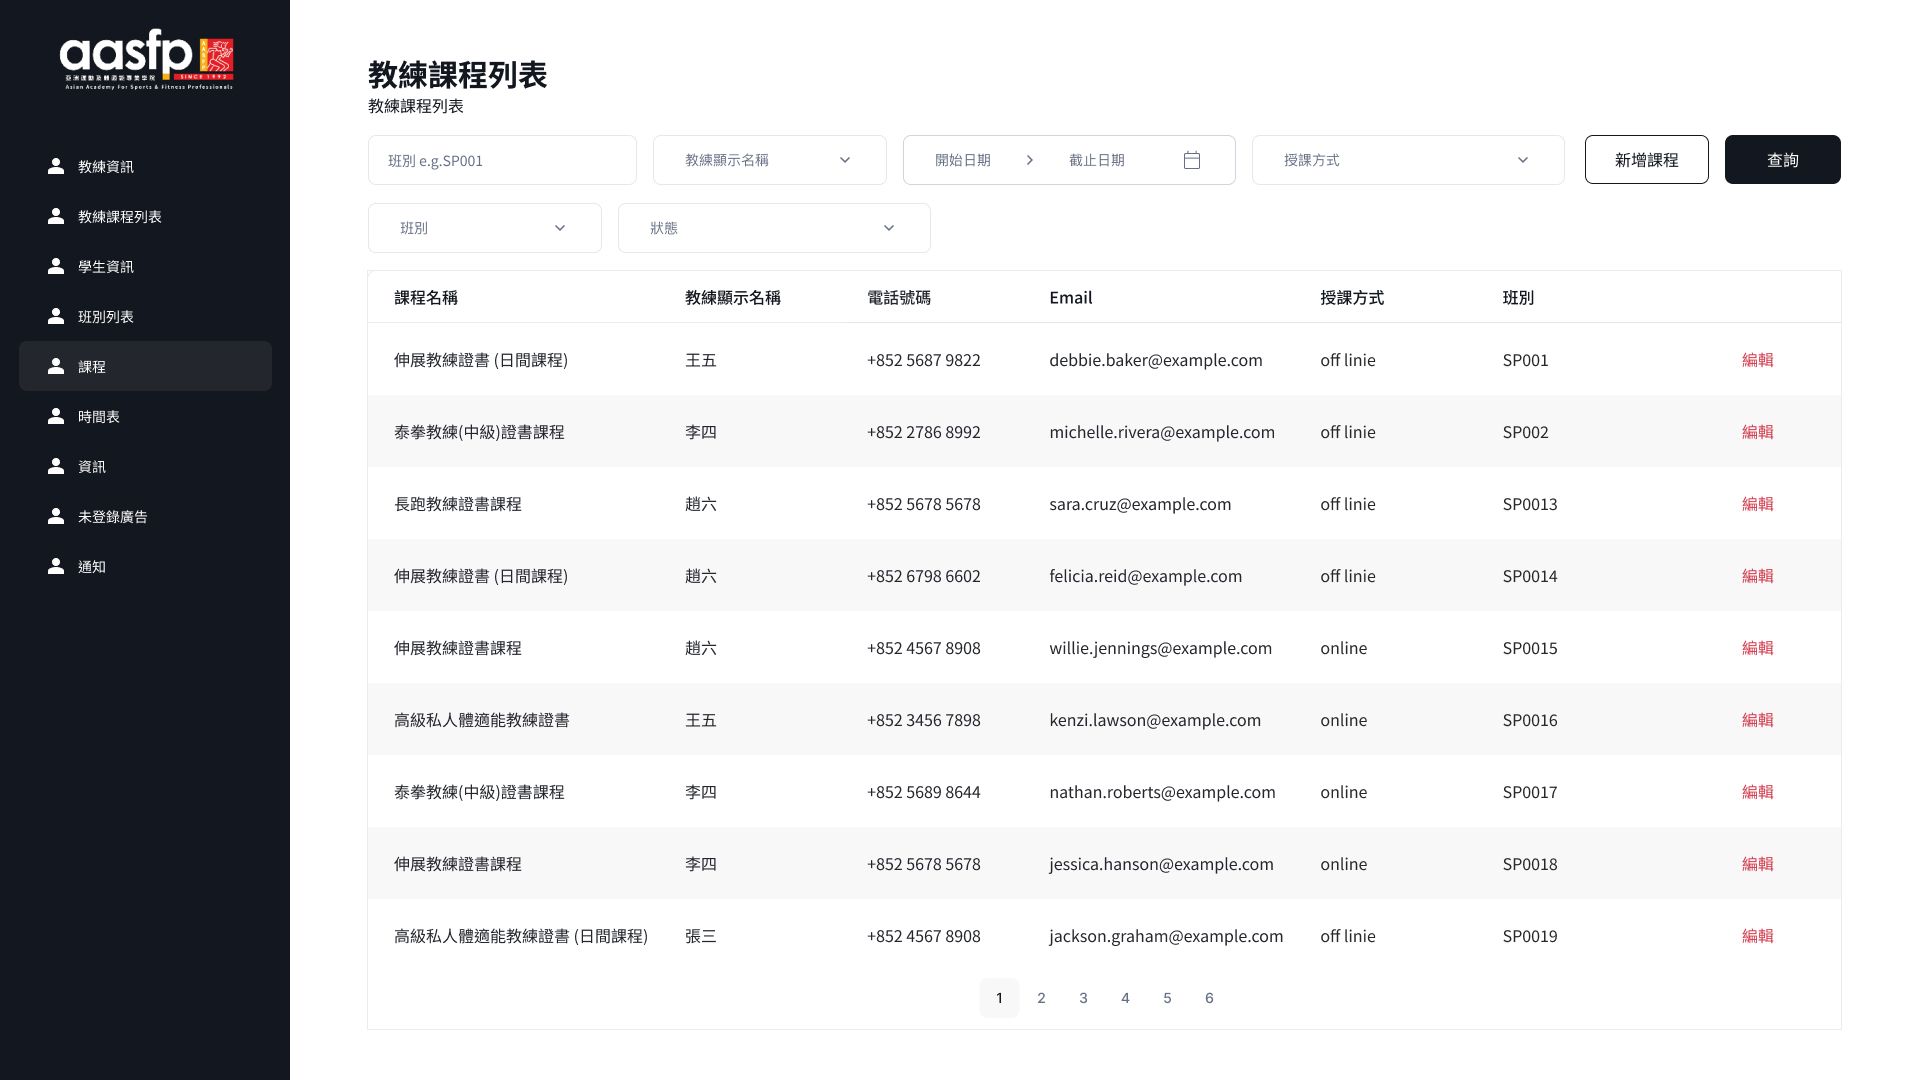 aasfp
亞洲運動及體適能專業學院
SINCE 1992
Asian Academy For Sports & Fitness Professionals
教練資訊
教練課程列表
學生資訊
班別列表
課程
時間表
資訊
未登錄廣告
通知
教練課程列表
教練課程列表
班別 e.g.SP001 教練顯示名稱 開始日期 截止日期 授課方式 新增課程 查詢
班別 狀態
課程名稱 教練顯示名稱 電話號碼 Email 授課方式 班別
伸展教練證書 (日間課程) 王五 +852 5687 9822 debbie.baker@example.com off linie SP001 編輯
泰拳教練(中級)證書課程 李四 +852 2786 8992 michelle.rivera@example.com off linie SP002 編輯
長跑教練證書課程 趙六 +852 5678 5678 sara.cruz@example.com off linie SP0013 編輯
伸展教練證書 (日間課程) 趙六 +852 6798 6602 felicia.reid@example.com off linie SP0014 編輯
伸展教練證書課程 趙六 +852 4567 8908 willie.jennings@example.com online SP0015 編輯
高級私人體適能教練證書 王五 +852 3456 7898 kenzi.lawson@example.com online SP0016 編輯
泰拳教練(中級)證書課程 李四 +852 5689 8644 nathan.roberts@example.com online SP0017 編輯
伸展教練證書課程 李四 +852 5678 5678 jessica.hanson@example.com online SP0018 編輯
高級私人體適能教練證書 (日間課程) 張三 +852 4567 8908 jackson.graham@example.com off linie SP0019 編輯
1 2 3 4 5 6